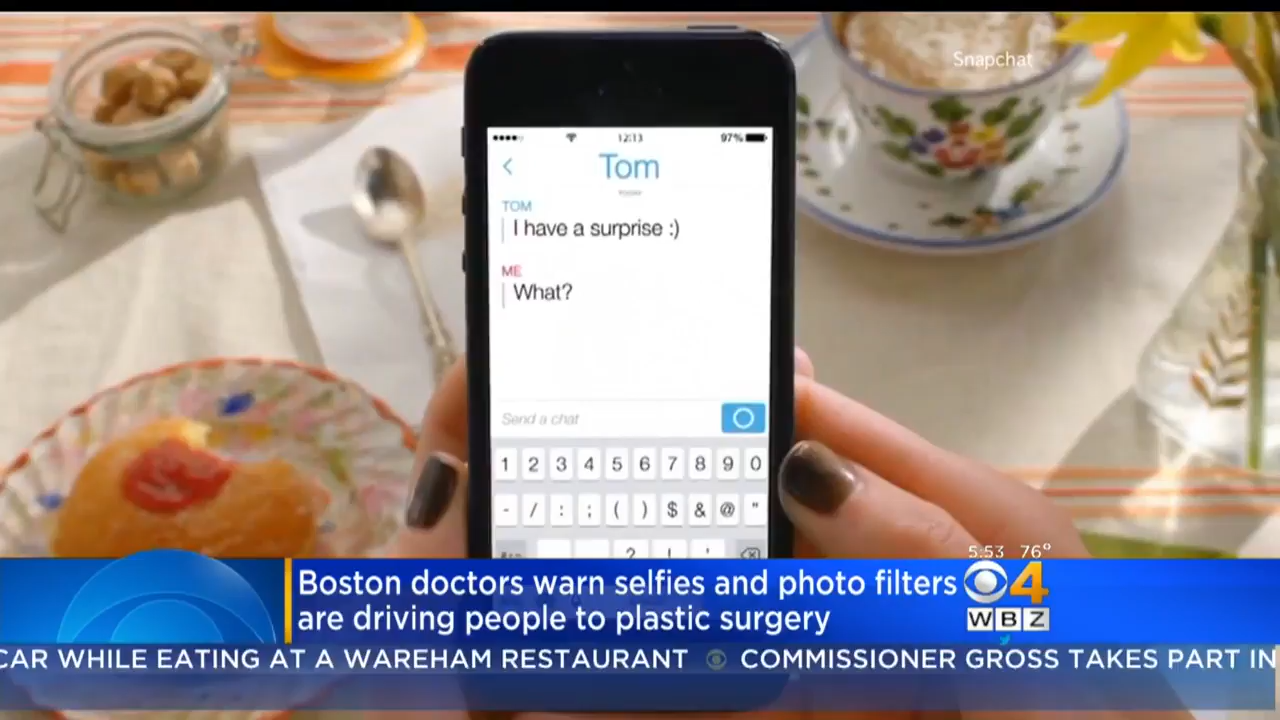 Snapchat
12:13
97%
Tom
TOM
I have a surprise :)
ME
What?
Send a chat
1 2 3 4 5 6 7 8 9 0
- / : ; ( ) $ & @ "
? ! '
5:53 76°
Boston doctors warn selfies and photo filters
are driving people to plastic surgery
4
WBZ
CAR WHILE EATING AT A WAREHAM RESTAURANT COMMISSIONER GROSS TAKES PART IN